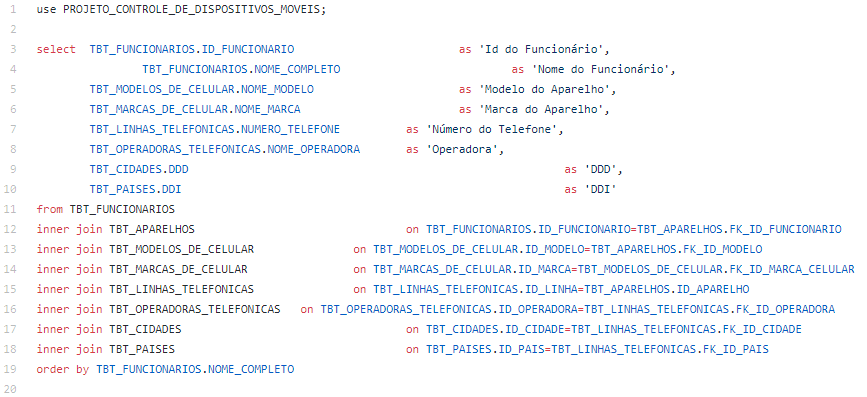 1 use PROJETO_CONTROLE_DE_DISPOSITIVOS_MOVEIS;
2
3 select TBT_FUNCIONARIOS.ID_FUNCIONARIO as 'Id do Funcionário',
4 TBT_FUNCIONARIOS.NOME_COMPLETO as 'Nome do Funcionário',
5 TBT_MODELOS_DE_CELULAR.NOME_MODELO as 'Modelo do Aparelho',
6 TBT_MARCAS_DE_CELULAR.NOME_MARCA as 'Marca do Aparelho',
7 TBT_LINHAS_TELEFONICAS.NUMERO_TELEFONE as 'Número do Telefone',
8 TBT_OPERADORAS_TELEFONICAS.NOME_OPERADORA as 'Operadora',
9 TBT_CIDADES.DDD as 'DDD',
10 TBT_PAISES.DDI as 'DDI'
11 from TBT_FUNCIONARIOS
12 inner join TBT_APARELHOS on TBT_FUNCIONARIOS.ID_FUNCIONARIO=TBT_APARELHOS.FK_ID_FUNCIONARIO
13 inner join TBT_MODELOS_DE_CELULAR on TBT_MODELOS_DE_CELULAR.ID_MODELO=TBT_APARELHOS.FK_ID_MODELO
14 inner join TBT_MARCAS_DE_CELULAR on TBT_MARCAS_DE_CELULAR.ID_MARCA=TBT_MODELOS_DE_CELULAR.FK_ID_MARCA_CELULAR
15 inner join TBT_LINHAS_TELEFONICAS on TBT_LINHAS_TELEFONICAS.ID_LINHA=TBT_APARELHOS.ID_APARELHO
16 inner join TBT_OPERADORAS_TELEFONICAS on TBT_OPERADORAS_TELEFONICAS.ID_OPERADORA=TBT_LINHAS_TELEFONICAS.FK_ID_OPERADORA
17 inner join TBT_CIDADES on TBT_CIDADES.ID_CIDADE=TBT_LINHAS_TELEFONICAS.FK_ID_CIDADE
18 inner join TBT_PAISES on TBT_PAISES.ID_PAIS=TBT_LINHAS_TELEFONICAS.FK_ID_PAIS
19 order by TBT_FUNCIONARIOS.NOME_COMPLETO
20